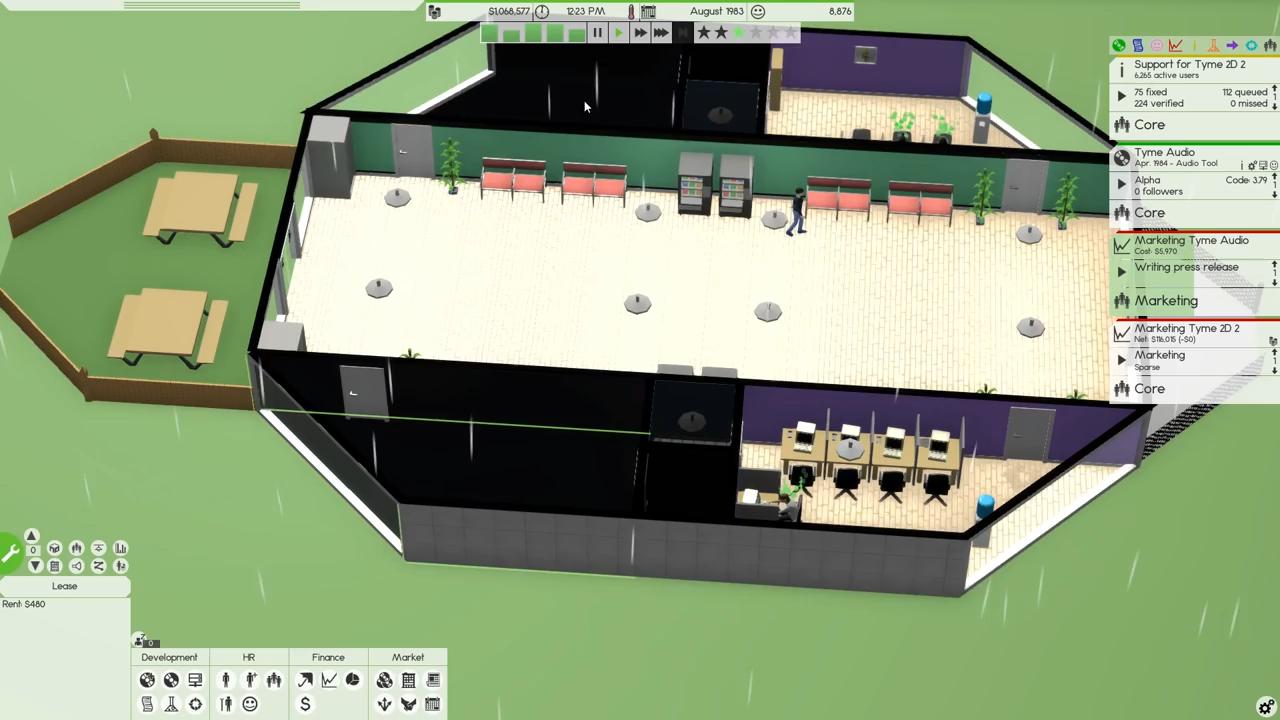 $1,068,577
12:23 PM
August 1983
8,876
Support for Tyme 2D 2
6,265 active users
75 fixed
112 queued
224 verified
0 missed
Core
Tyme Audio
Apr. 1984 - Audio Tool
Alpha
Code: 3.79
0 followers
Core
Marketing Tyme Audio
Cost: $5,970
Writing press release
Marketing
Marketing Tyme 2D 2
Net: $116,015 (-$0)
Marketing
Sparse
Core
0
Lease
Rent: $480
0
Development
HR
Finance
Market